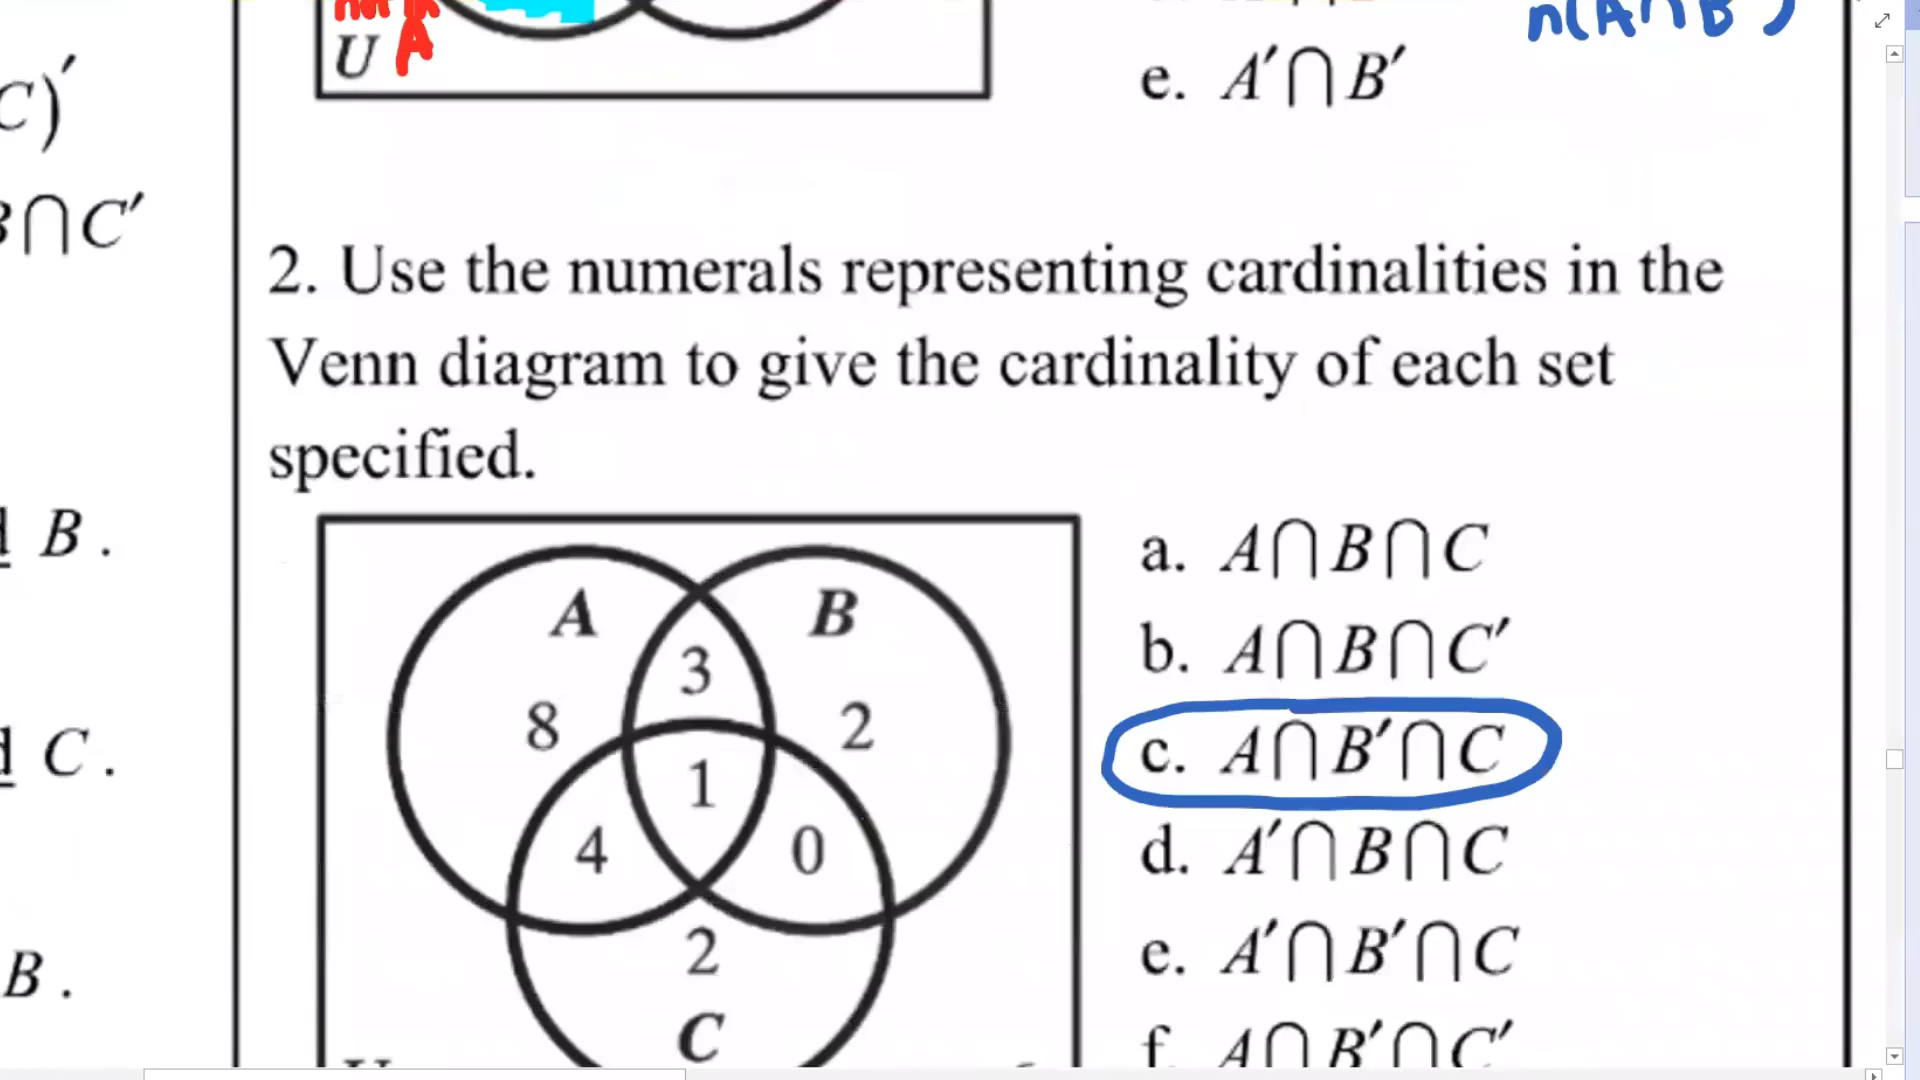 U A
n(A∩B')
e. A′∩B′
C)′
B∩C′
2. Use the numerals representing cardinalities in the
Venn diagram to give the cardinality of each set
specified.
B.
C.
B.
A
B
3
8
2
1
4
0
2
C
a. A∩B∩C
b. A∩B∩C′
c. A∩B′∩C
d. A′∩B∩C
e. A′∩B′∩C
f. A∩B′∩C′